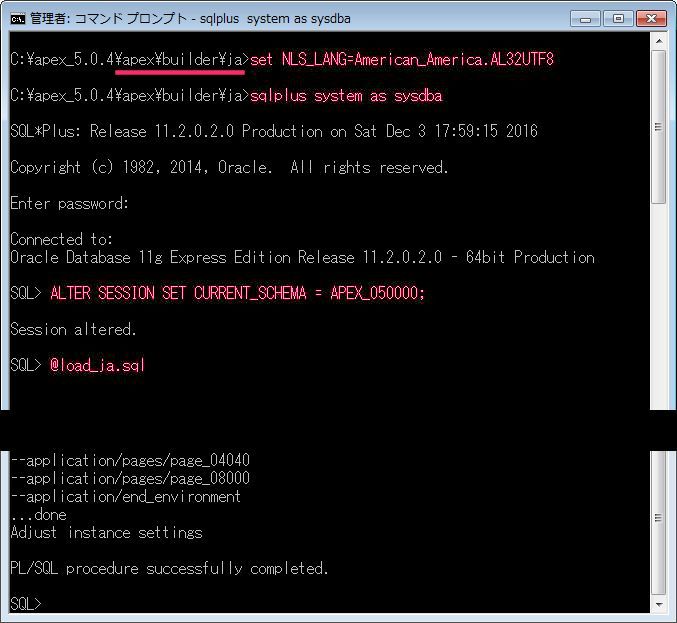 管理者: コマンド プロンプト - sqlplus  system as sysdba
C:¥apex_5.0.4¥apex¥builder¥ja>set NLS_LANG=American_America.AL32UTF8
C:¥apex_5.0.4¥apex¥builder¥ja>sqlplus system as sysdba
SQL*Plus: Release 11.2.0.2.0 Production on Sat Dec 3 17:59:15 2016
Copyright (c) 1982, 2014, Oracle.  All rights reserved.
Enter password:
Connected to:
Oracle Database 11g Express Edition Release 11.2.0.2.0 - 64bit Production
SQL> ALTER SESSION SET CURRENT_SCHEMA = APEX_050000;
Session altered.
SQL> @load_ja.sql
--application/pages/page_04040
--application/pages/page_08000
--application/end_environment
...done
Adjust instance settings
PL/SQL procedure successfully completed.
SQL>